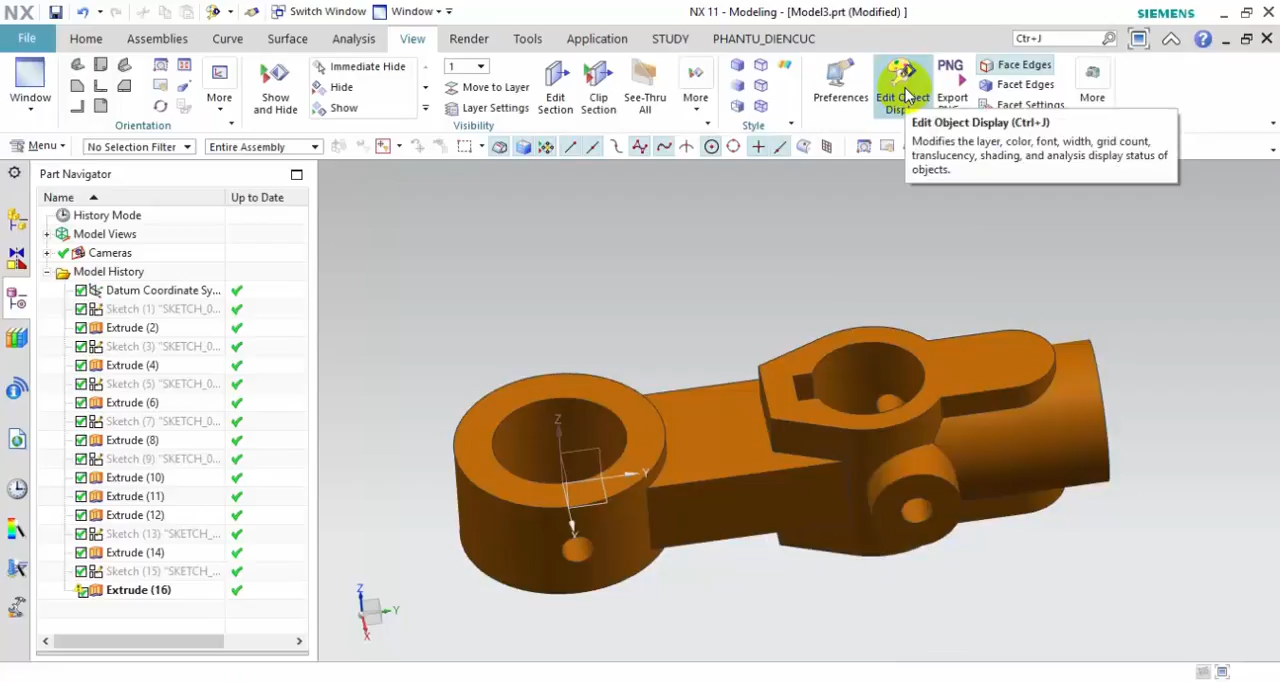 NX
Switch Window
Window
NX 11 - Modeling - [Model3.prt (Modified) ]
SIEMENS
File
Home
Assemblies
Curve
Surface
Analysis
View
Render
Tools
Application
STUDY
PHANTU_DIENCUC
Ctr+J
Window
More
Orientation
Show and Hide
Immediate Hide
Hide
Show
1
Move to Layer
Layer Settings
Visibility
Edit Section
Clip Section
See-Thru All
More
Style
Preferences
Edit Object
Export
PNG
Face Edges
Facet Edges
Facet Settings
More
Edit Object Display (Ctrl+J)
Modifies the layer, color, font, width, grid count,
translucency, shading, and analysis display status of
objects.
Menu
No Selection Filter
Entire Assembly
Part Navigator
Name
Up to Date
History Mode
Model Views
Cameras
Model History
Datum Coordinate Sy...
Sketch (1) "SKETCH_0...
Extrude (2)
Sketch (3) "SKETCH_0...
Extrude (4)
Sketch (5) "SKETCH_0...
Extrude (6)
Sketch (7) "SKETCH_0...
Extrude (8)
Sketch (9) "SKETCH_0...
Extrude (10)
Extrude (11)
Extrude (12)
Sketch (13) "SKETCH_...
Extrude (14)
Sketch (15) "SKETCH_...
Extrude (16)
Z
Y
X
Z
Y
X